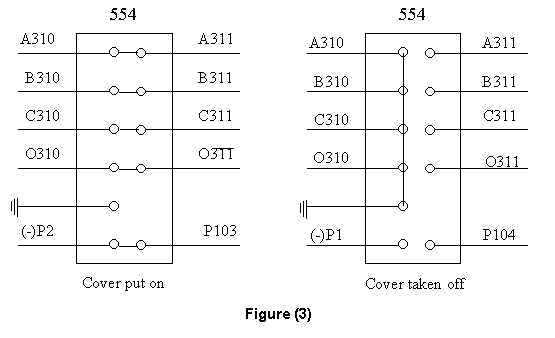 554 554
A310 A311 A310 A311
B310 B311 B310 B311
C310 C311 C310 C311
O310 O311 O310 O311
(-)P2 P103 (-)P1 P104
Cover put on Cover taken off
Figure (3)